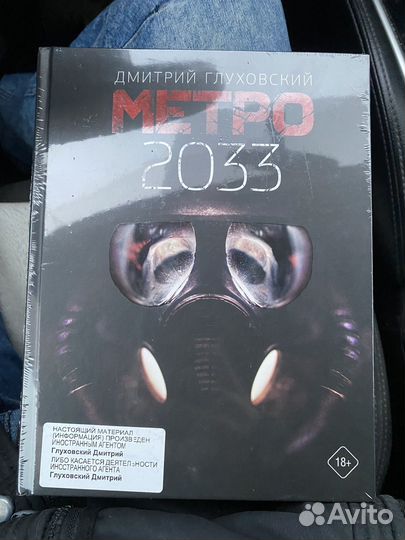 ДМИТРИЙ ГЛУХОВСКИЙ
МЕТРО
2033
НАСТОЯЩИЙ МАТЕРИАЛ
(ИНФОРМАЦИЯ) ПРОИЗВЕДЕН
ИНОСТРАННЫМ АГЕНТОМ
Глуховский Дмитрий
ЛИБО КАСАЕТСЯ ДЕЯТЕЛЬНОСТИ
ИНОССТРАННОГО АГЕНТА
Глуховский Дмитрий
18+
Avito